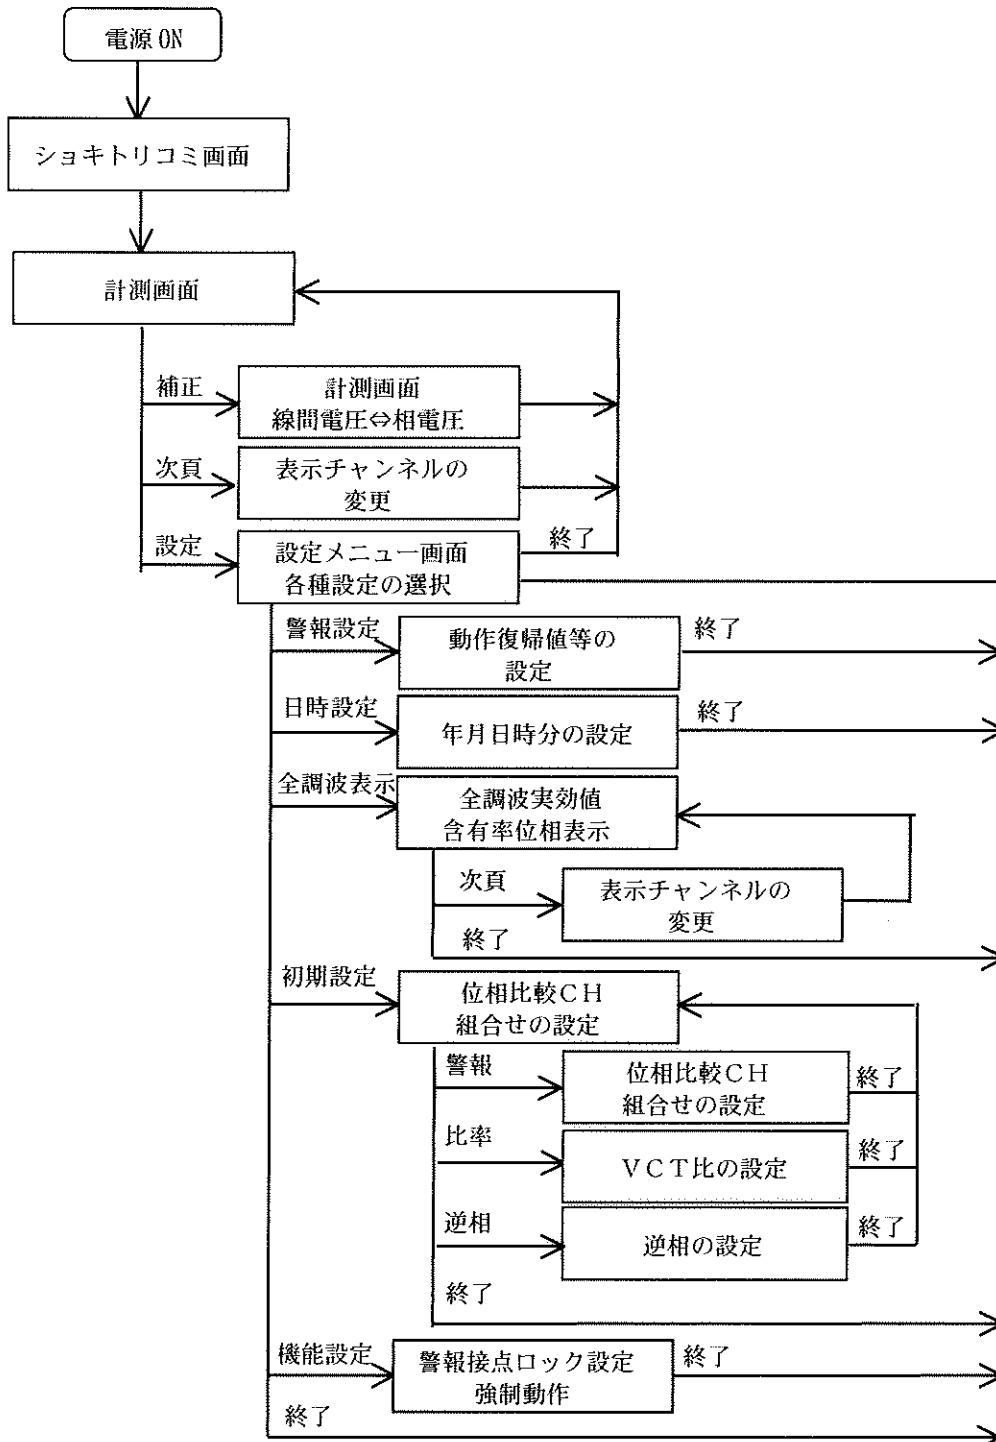 電源ON
ショキトリコミ画面
計測画面
補正
計測画面
線間電圧⇔相電圧
次頁
表示チャンネルの
変更
設定
設定メニュー画面
各種設定の選択
終了
警報設定
動作復帰値等の
設定
終了
日時設定
年月日時分の設定
終了
全調波表示
全調波実効値
含有率位相表示
次頁
表示チャンネルの
変更
終了
初期設定
位相比較CH
組合せの設定
警報
位相比較CH
組合せの設定
終了
比率
VCT比の設定
終了
逆相
逆相の設定
終了
終了
機能設定
警報接点ロック設定
強制動作
終了
終了